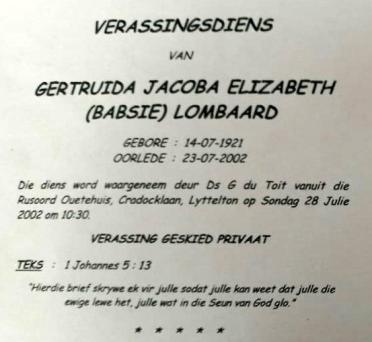 VERASSINGSDIENS
VAN
GERTRUIDA JACOBA ELIZABETH
(BABSIE) LOMBAARD
GEBORE : 14-07-1921
OORLEDE : 23-07-2002
Die diens word waargeneem deur Ds G du Toit vanuit die
Rusoord Ouetehuis, Cradocklaan, Lyttelton op Sondag 28 Julie
2002 om 10:30.
VERASSING GESKIED PRIVAAT
TEKS : 1 Johannes 5 : 13
"Hierdie brief skrywe ek vir julle sodat julle kan weet dat julle die
ewige lewe het, julle wat in die Seun van God glo."
* * * * *